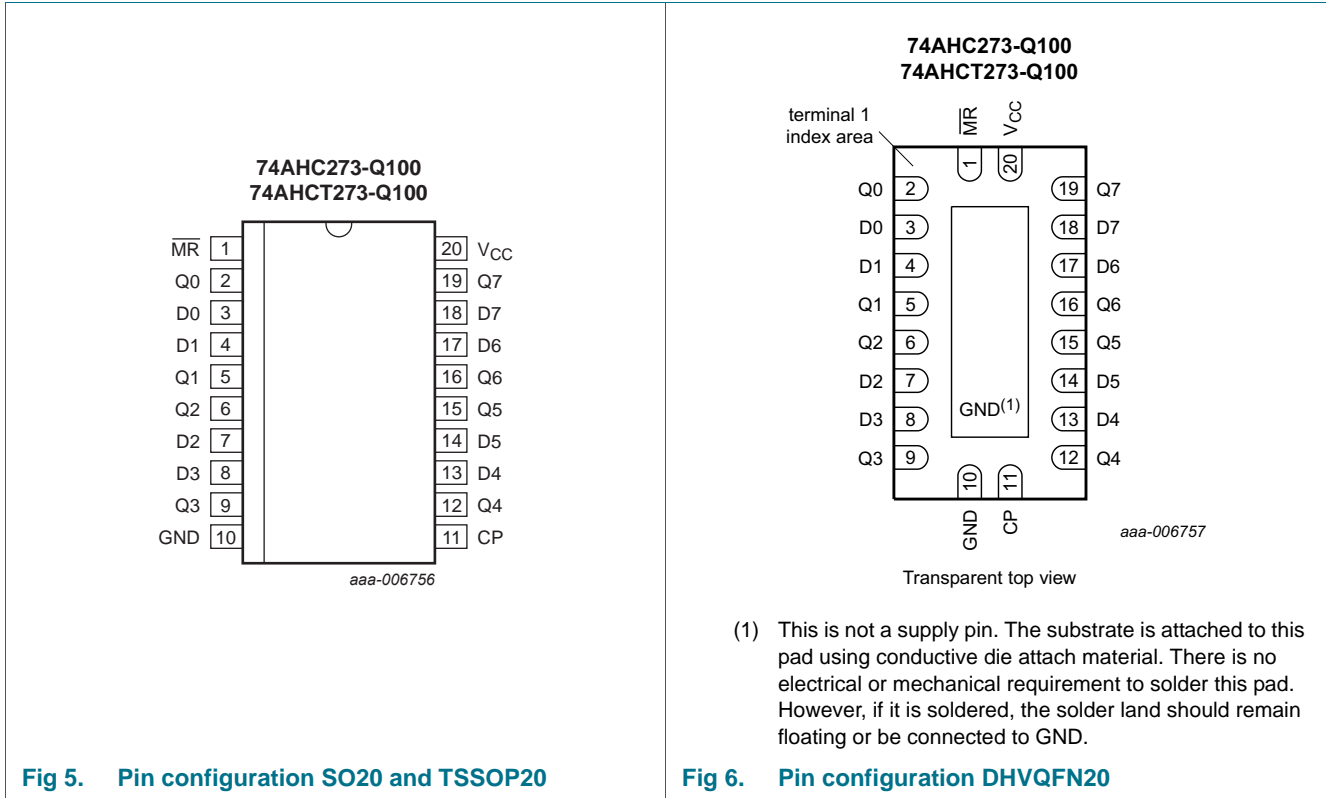 74AHC273-Q100
74AHCT273-Q100
MR 1
Q0 2
D0 3
D1 4
Q1 5
Q2 6
D2 7
D3 8
Q3 9
GND 10
20 VCC
19 Q7
18 D7
17 D6
16 Q6
15 Q5
14 D5
13 D4
12 Q4
11 CP
aaa-006756
Fig 5. Pin configuration SO20 and TSSOP20
74AHC273-Q100
74AHCT273-Q100
terminal 1
index area
MR
VCC
1
20
Q0 2
D0 3
D1 4
Q1 5
Q2 6
D2 7
D3 8
Q3 9
19 Q7
18 D7
17 D6
16 Q6
15 Q5
14 D5
13 D4
12 Q4
GND(1)
10
11
GND
CP
aaa-006757
Transparent top view
(1) This is not a supply pin. The substrate is attached to this
pad using conductive die attach material. There is no
electrical or mechanical requirement to solder this pad.
However, if it is soldered, the solder land should remain
floating or be connected to GND.
Fig 6. Pin configuration DHVQFN20